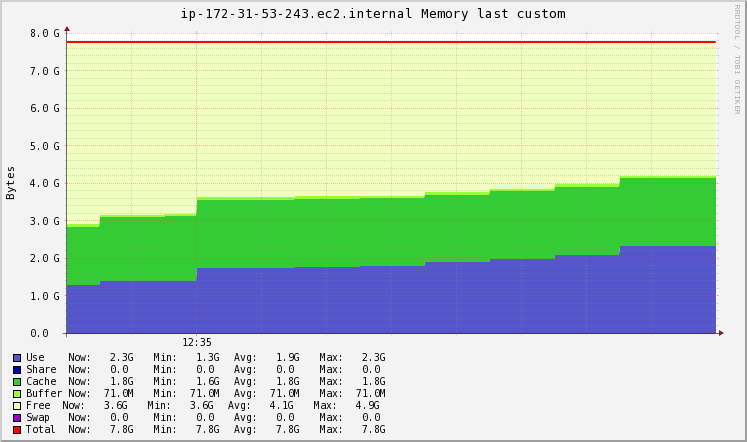 ip-172-31-53-243.ec2.internal Memory last custom
RRDTOOL / TOBI OETIKER
Bytes
8.0 G
7.0 G
6.0 G
5.0 G
4.0 G
3.0 G
2.0 G
1.0 G
0.0
12:35
Use Now: 2.3G Min: 1.3G Avg: 1.9G Max: 2.3G
Share Now: 0.0 Min: 0.0 Avg: 0.0 Max: 0.0
Cache Now: 1.8G Min: 1.6G Avg: 1.8G Max: 1.8G
Buffer Now: 71.0M Min: 71.0M Avg: 71.0M Max: 71.0M
Free Now: 3.6G Min: 3.6G Avg: 4.1G Max: 4.9G
Swap Now: 0.0 Min: 0.0 Avg: 0.0 Max: 0.0
Total Now: 7.8G Min: 7.8G Avg: 7.8G Max: 7.8G